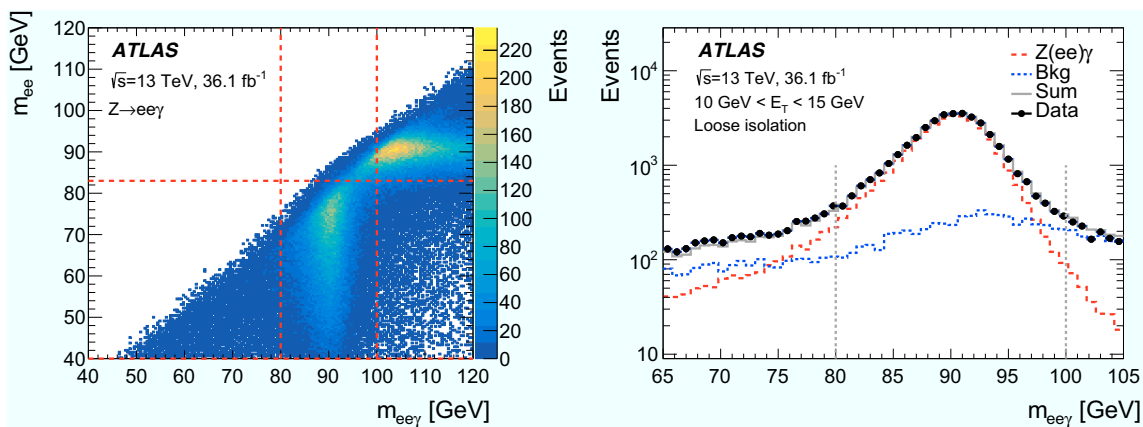 m_ee [GeV]
120
110
100
90
80
70
60
50
40
ATLAS
√s=13 TeV, 36.1 fb⁻¹
Z→eeγ
40 50 60 70 80 90 100 110 120
m_eeγ [GeV]
Events
220
200
180
160
140
120
100
80
60
40
20
0
Events
10³
10²
10
ATLAS
√s=13 TeV, 36.1 fb⁻¹
10 GeV < E_T < 15 GeV
Loose isolation
Z(ee)γ
Bkg
Sum
Data
65 70 75 80 85 90 95 100 105
m_eeγ [GeV]